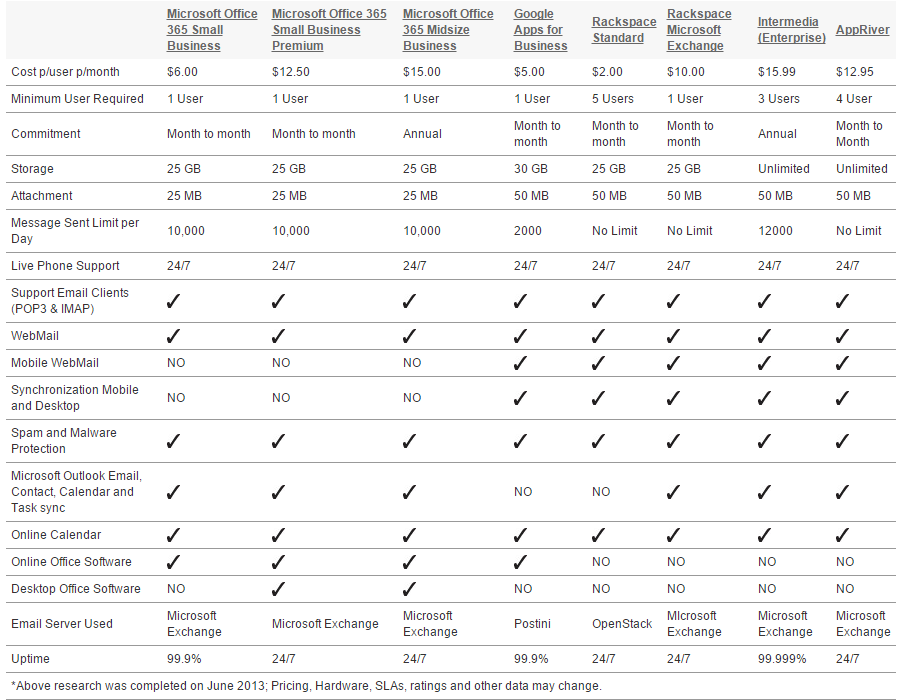 Microsoft Office 365 Small Business Microsoft Office 365 Small Business Premium Microsoft Office 365 Midsize Business Google Apps for Business Rackspace Standard Rackspace Microsoft Exchange Intermedia (Enterprise) AppRiver
Cost p/user p/month $6.00 $12.50 $15.00 $5.00 $2.00 $10.00 $15.99 $12.95
Minimum User Required 1 User 1 User 1 User 1 User 5 Users 1 User 3 Users 4 User
Commitment Month to month Month to month Annual Month to month Month to month Month to month Annual Month to Month
Storage 25 GB 25 GB 25 GB 30 GB 25 GB 25 GB Unlimited Unlimited
Attachment 25 MB 25 MB 25 MB 50 MB 50 MB 50 MB 50 MB 50 MB
Message Sent Limit per Day 10,000 10,000 10,000 2000 No Limit No Limit 12000 No Limit
Live Phone Support 24/7 24/7 24/7 24/7 24/7 24/7 24/7 24/7
Support Email Clients (POP3 & IMAP) ✓ ✓ ✓ ✓ ✓ ✓ ✓ ✓
WebMail ✓ ✓ ✓ ✓ ✓ ✓ ✓ ✓
Mobile WebMail NO NO NO ✓ ✓ ✓ ✓ ✓
Synchronization Mobile and Desktop NO NO NO ✓ ✓ ✓ ✓ ✓
Spam and Malware Protection ✓ ✓ ✓ ✓ ✓ ✓ ✓ ✓
Microsoft Outlook Email, Contact, Calendar and Task sync ✓ ✓ ✓ NO NO ✓ ✓ ✓
Online Calendar ✓ ✓ ✓ ✓ ✓ ✓ ✓ ✓
Online Office Software ✓ ✓ ✓ ✓ NO NO NO NO
Desktop Office Software NO ✓ ✓ NO NO NO NO NO
Email Server Used Microsoft Exchange Microsoft Exchange Microsoft Exchange Postini OpenStack MIcrosoft Exchange Microsoft Exchange Microsoft Exchange
Uptime 99.9% 24/7 24/7 99.9% 24/7 24/7 99.999% 24/7
*Above research was completed on June 2013; Pricing, Hardware, SLAs, ratings and other data may change.